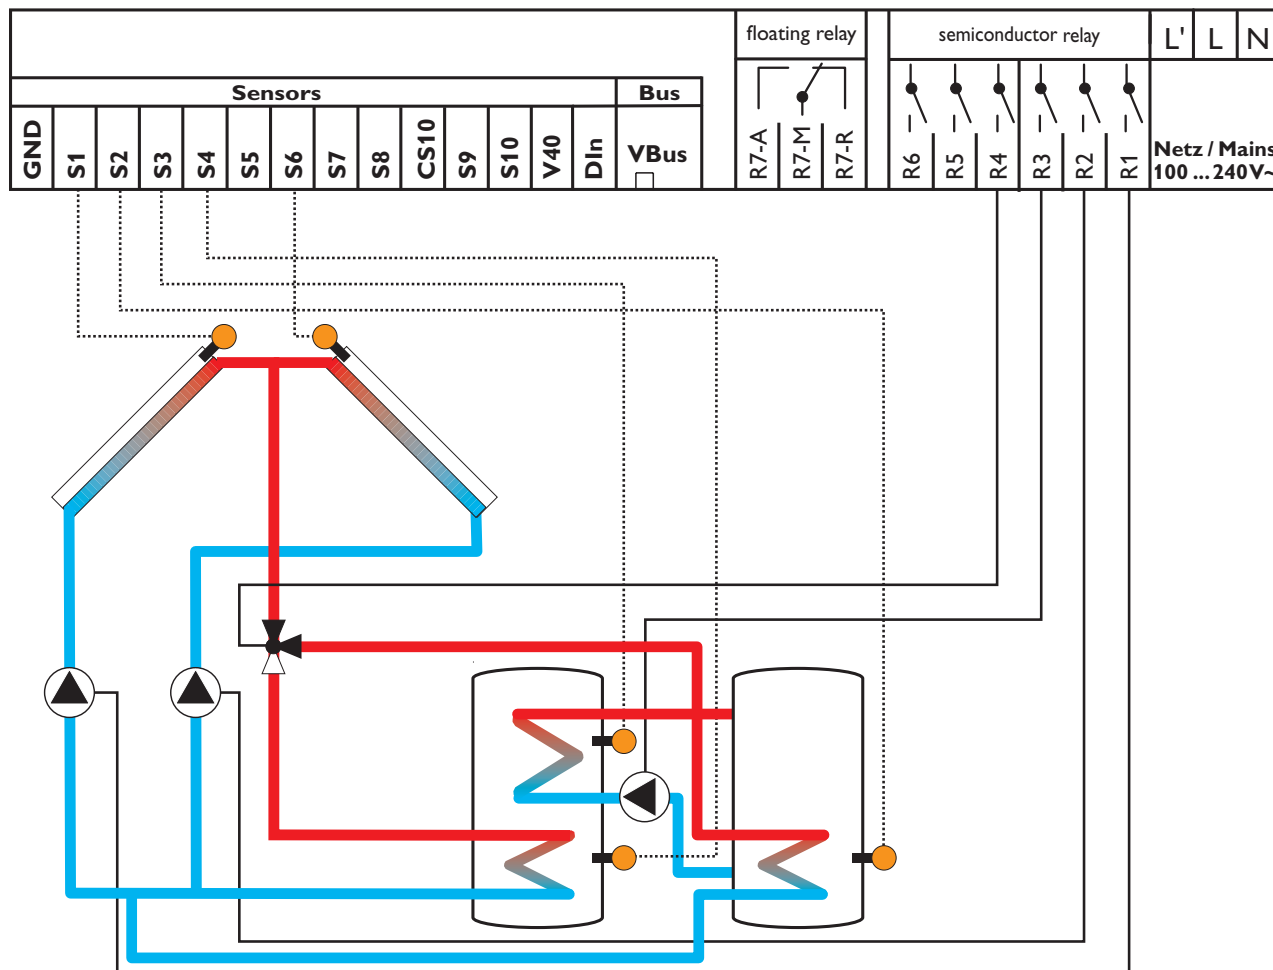 floating relay
semiconductor relay
L' L N
Sensors
Bus
GND S1 S2 S3 S4 S5 S6 S7 S8 CS10 S9 S10 V40 DIn
VBus
R7-A R7-M R7-R
R6 R5 R4 R3 R2 R1
Netz / Mains
100 ... 240V~